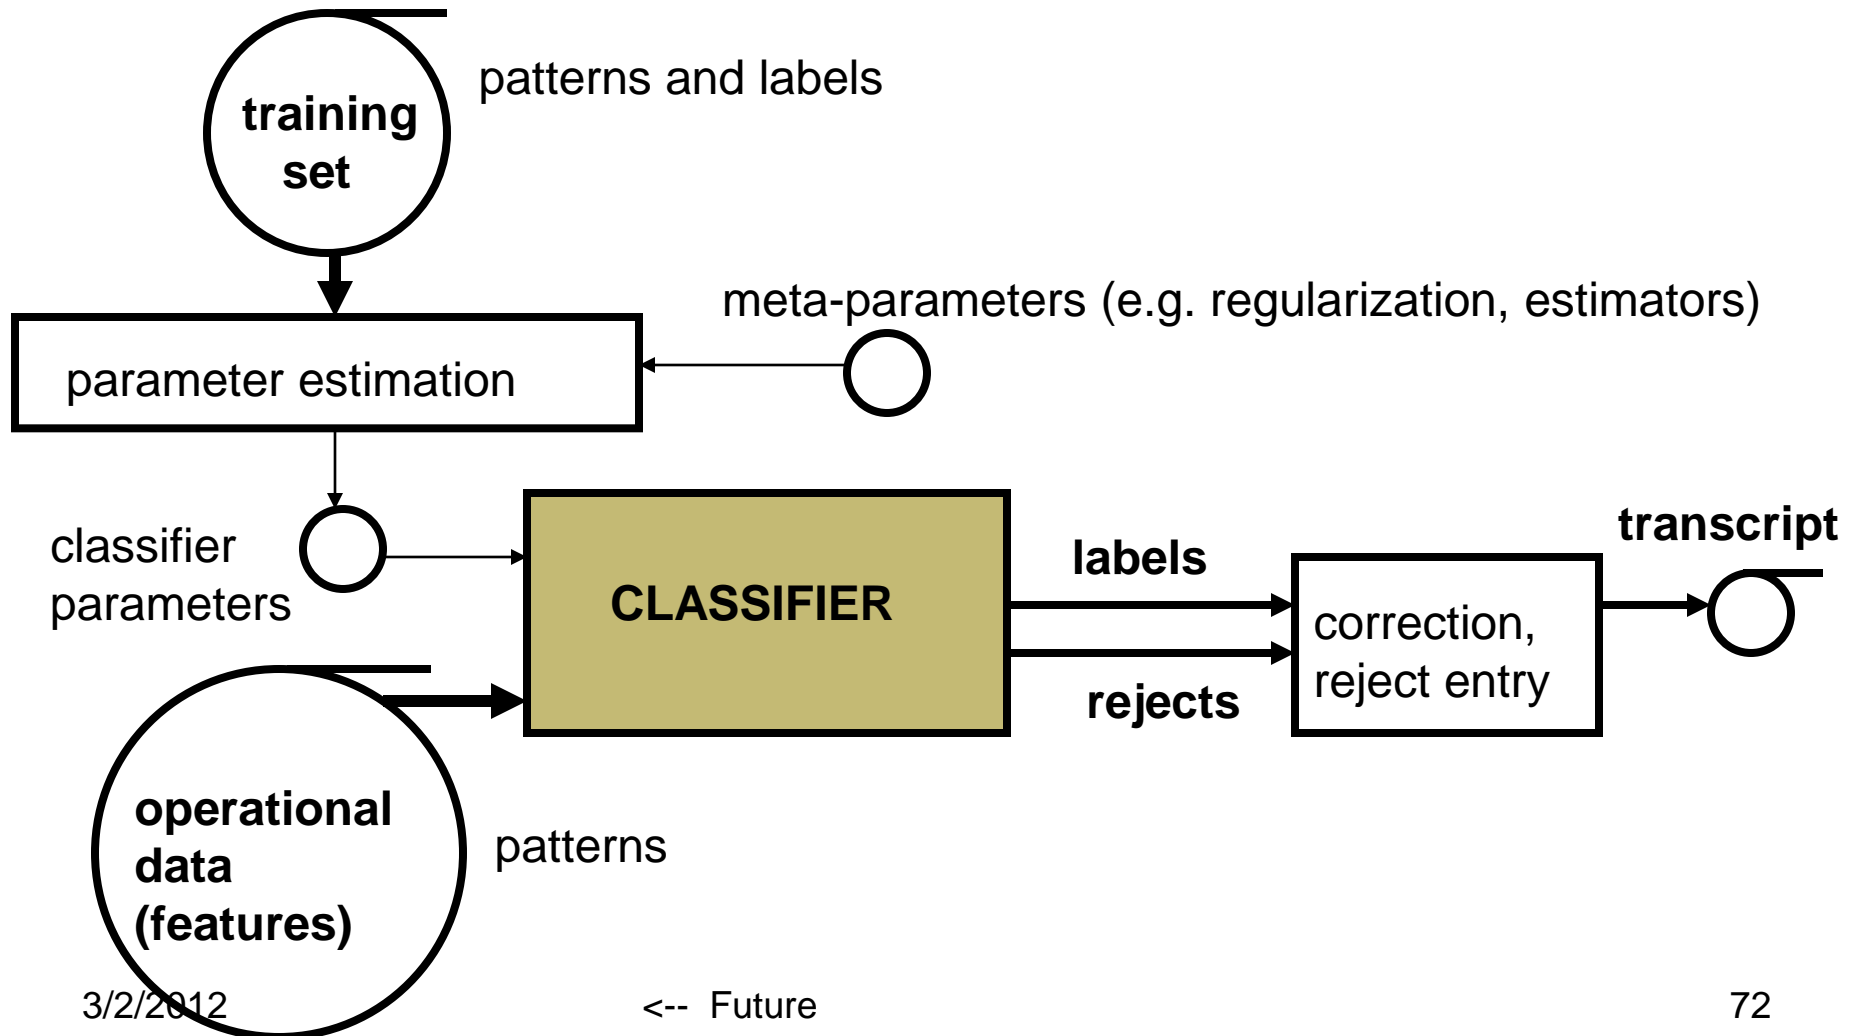 patterns and labels
training
set
meta-parameters (e.g. regularization, estimators)
parameter estimation
classifier
parameters
CLASSIFIER
labels
rejects
correction,
reject entry
transcript
operational
data
(features)
patterns
3/2/2012
<-- Future
72